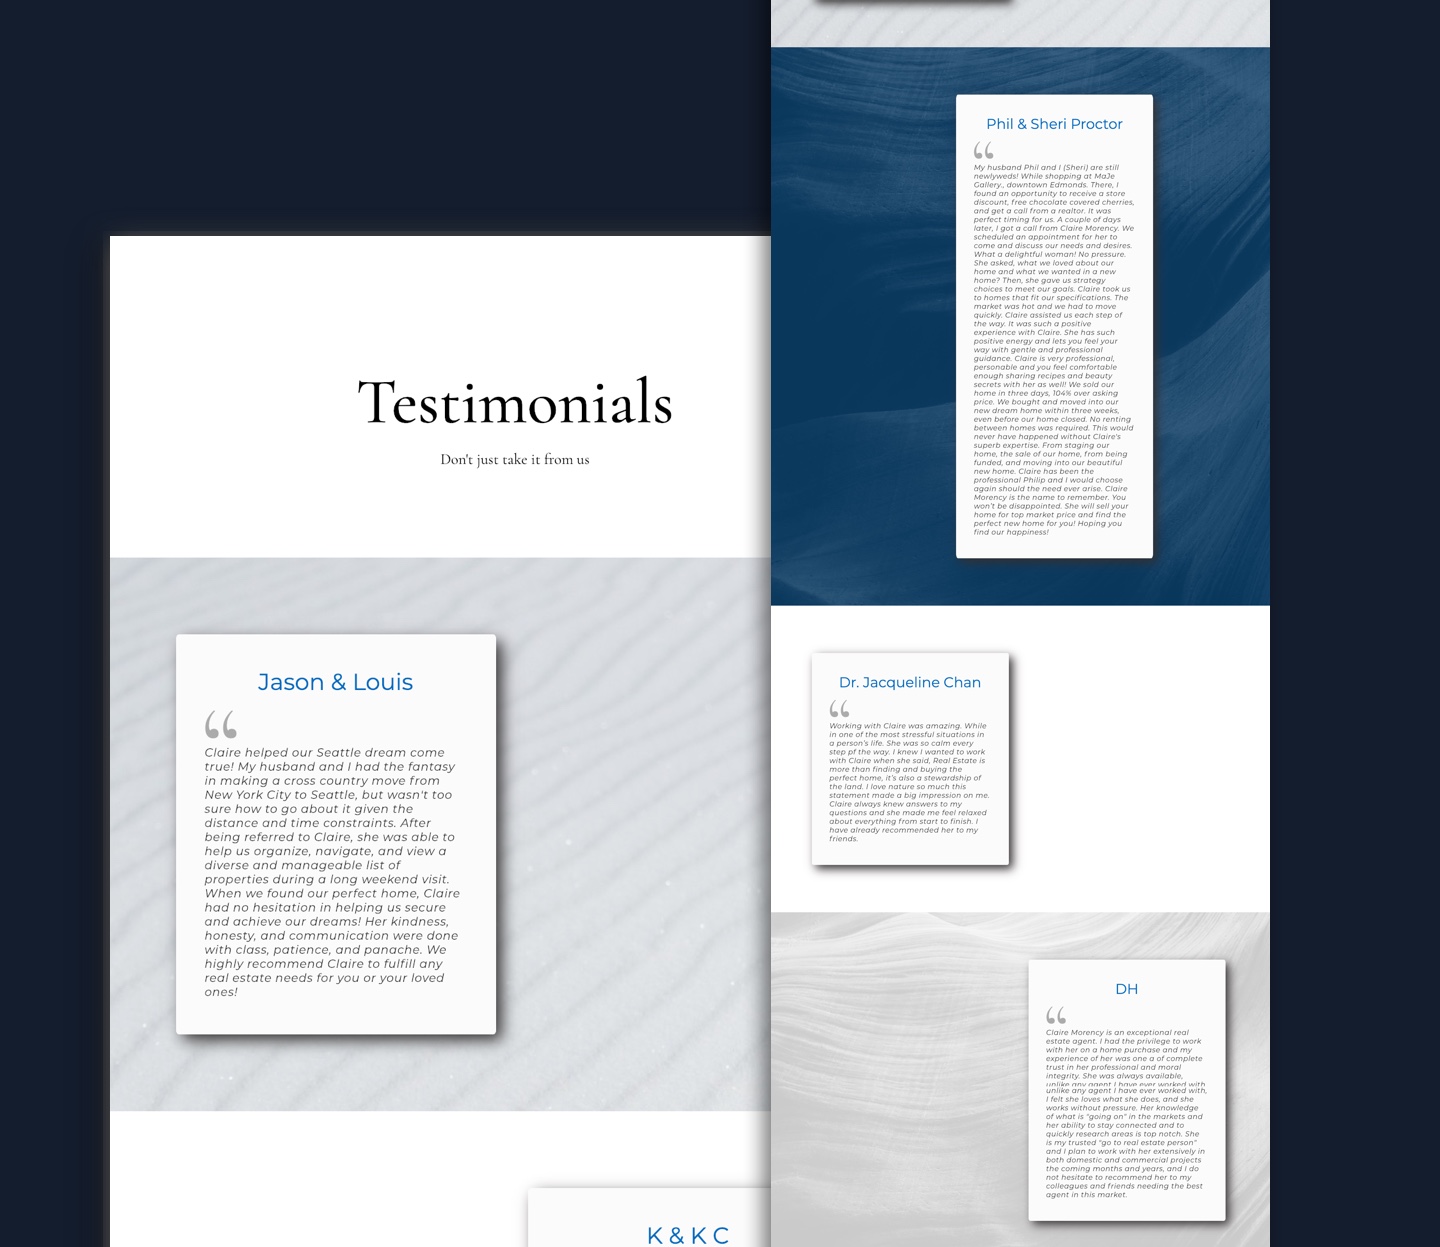 Testimonials
Don't just take it from us
Jason & Louis
“
Claire helped our Seattle dream come
true! My husband and I had the fantasy
in making a cross country move from
New York City to Seattle, but wasn't too
sure how to go about it given the
distance and time constraints. After
being referred to Claire, she was able to
help us organize, navigate, and view a
diverse and manageable list of
properties during a long weekend visit.
When we found our perfect home, Claire
had no hesitation in helping us secure
and achieve our dreams! Her kindness,
honesty, and communication were done
with class, patience, and panache. We
highly recommend Claire to fulfill any
real estate needs for you or your loved
ones!
K & K C
Phil & Sheri Proctor
“
My husband Phil and I (Sheri) are still
newlyweds! While shopping at MaJe
Gallery., downtown Edmonds. There, I
found an opportunity to receive a store
discount, free chocolate covered cherries,
and get a call from a realtor. It was
perfect timing for us. A couple of days
later, I got a call from Claire Morency. We
scheduled an appointment for her to
come and discuss our needs and desires.
What a delightful woman! No pressure.
She asked, what we loved about our
home and what we wanted in a new
home? Then, she gave us strategy
choices to meet our goals. Claire took us
to homes that fit our specifications. The
market was hot and we had to move
quickly. Claire assisted us each step of
the way. It was such a positive
experience with Claire. She has such
positive energy and lets you feel your
way with gentle and professional
guidance. Claire is very professional,
personable and you feel comfortable
enough sharing recipes and beauty
secrets with her as well! We sold our
home in three days, 104% over asking
price. We bought and moved into our
new dream home within three weeks,
even before our home closed. No renting
between homes was required. This would
never have happened without Claire's
superb expertise. From staging our
home, the sale of our home, from being
funded, and moving into our beautiful
new home. Claire has been the
professional Philip and I would choose
again should the need ever arise. Claire
Morency is the name to remember. You
won't be disappointed. She will sell your
home for top market price and find the
perfect new home for you! Hoping you
find our happiness!
Dr. Jacqueline Chan
“
Working with Claire was amazing. While
in one of the most stressful situations in
a person's life. She was so calm every
step pf the way. I knew I wanted to work
with Claire when she said, Real Estate is
more than finding and buying the
perfect home, it's also a stewardship of
the land. I love nature so much this
statement made a big impression on me.
Claire always knew answers to my
questions and she made me feel relaxed
about everything from start to finish. I
have already recommended her to my
friends.
DH
“
Claire Morency is an exceptional real
estate agent. I had the privilege to work
with her on a home purchase and my
experience of her was one a of complete
trust in her professional and moral
integrity. She was always available,
unlike any agent I have ever worked with
unlike any agent I have ever worked with,
I felt she loves what she does, and she
works without pressure. Her knowledge
of what is "going on" in the markets and
her ability to stay connected and to
quickly research areas is top notch. She
is my trusted "go to real estate person"
and I plan to work with her extensively in
both domestic and commercial projects
the coming months and years, and I do
not hesitate to recommend her to my
colleagues and friends needing the best
agent in this market.